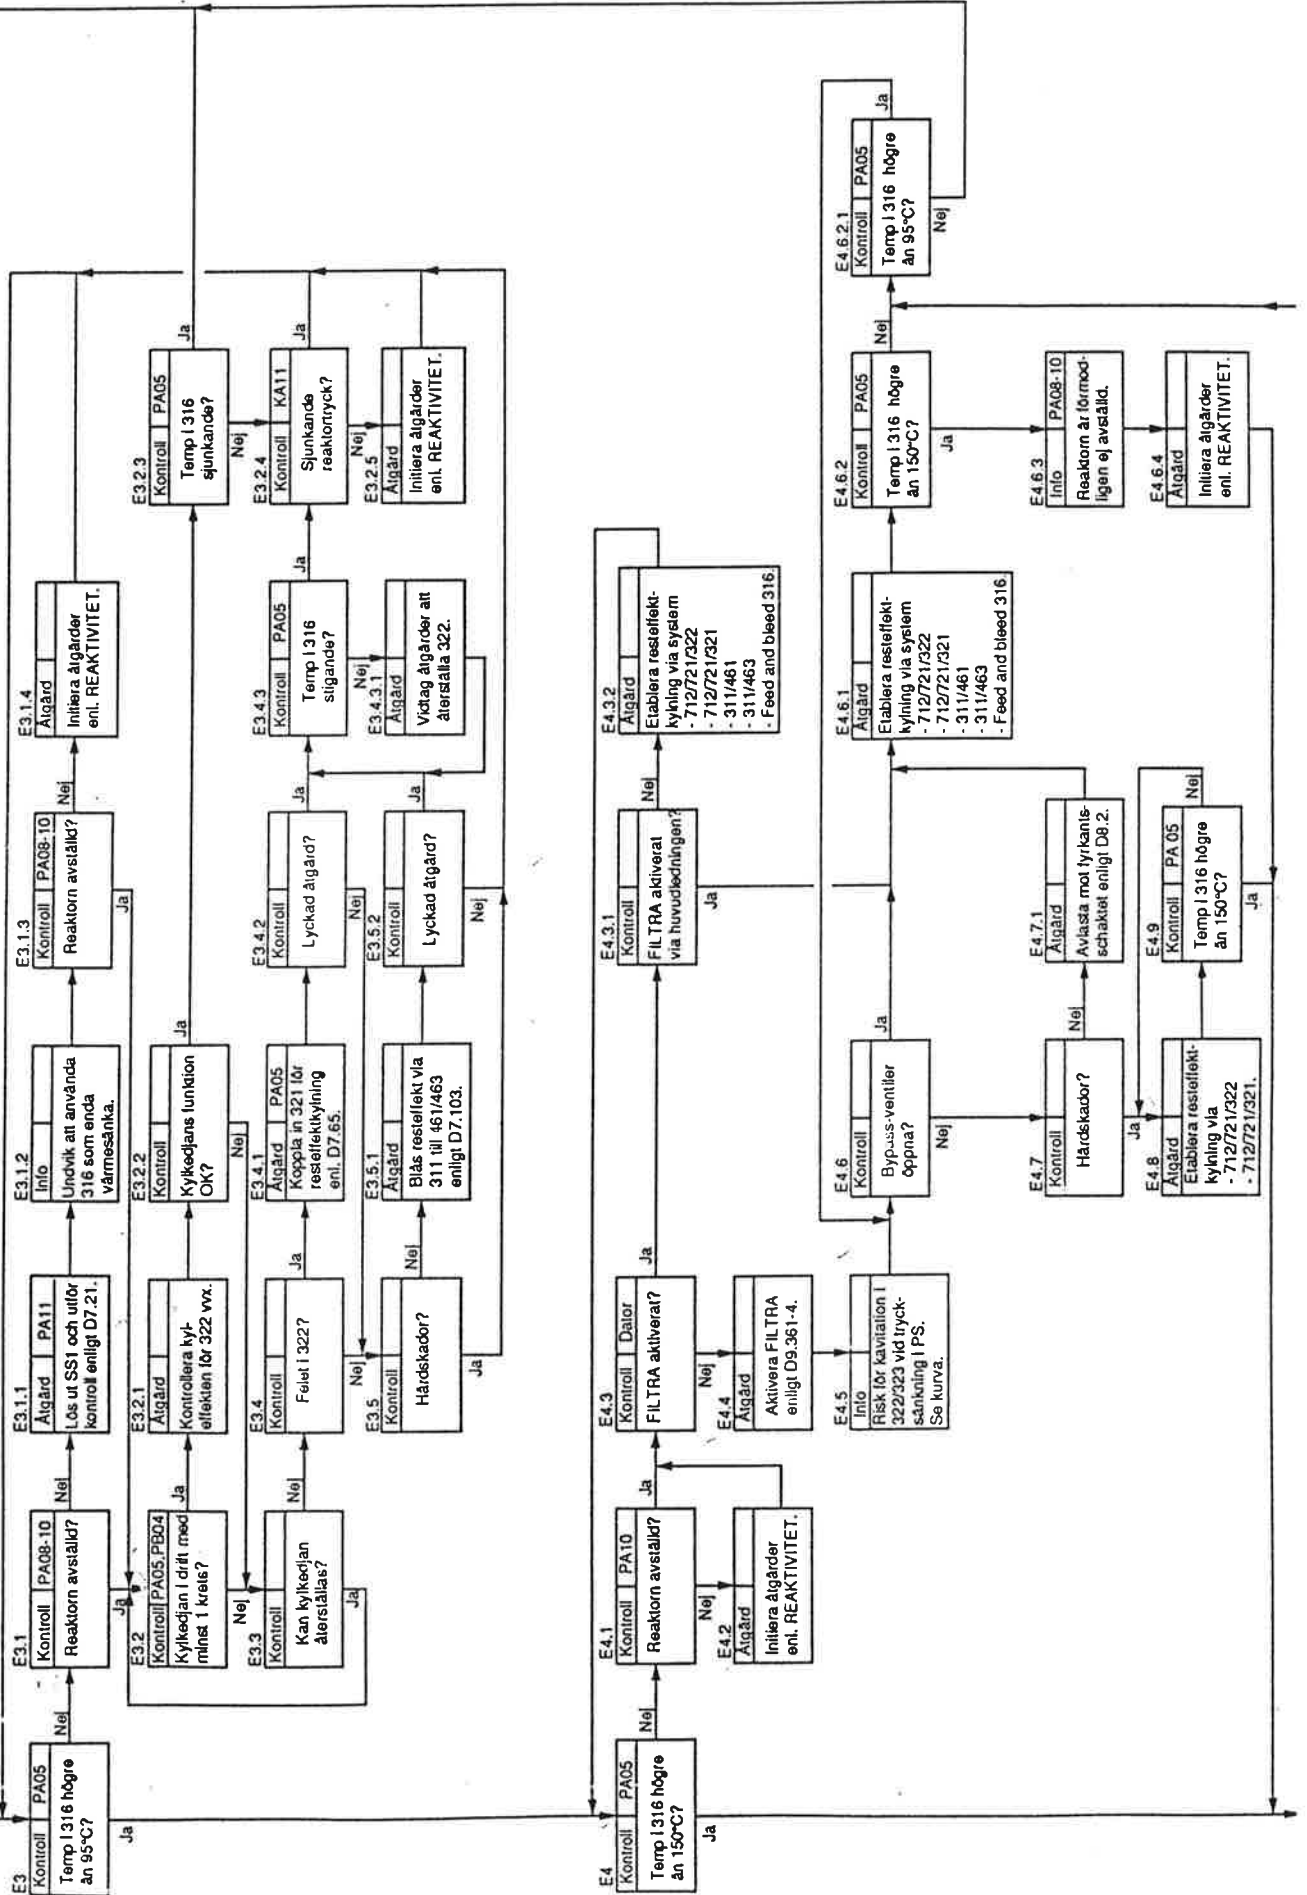 E3
Kontroll PA05
Temp i 316 högre
än 95°C?
Nej
Ja
E3.1
Kontroll PA08-10
Reaktorn avställd?
Nej
Ja
E3.1.1
Åtgärd PA11
Lös ut SS1 och utför
kontroll enligt D7.21.
E3.1.2
Info
Undvik att använda
316 som enda
värmesänka.
E3.1.3
Kontroll PA08-10
Reaktorn avställd?
Nej
Ja
E3.1.4
Åtgärd
Initiera åtgärder
enl. REAKTIVITET.
E3.2
Kontroll PA05,PB04
Kylkedjan i drift med
minst 1 krets?
Ja
Nej
E3.2.1
Åtgärd
Kontrollera kyl-
effekten för 322 vvx.
E3.2.2
Kontroll
Kylkedjans funktion
OK?
Ja
Nej
E3.2.3
Kontroll PA05
Temp i 316
sjunkande?
Ja
Nej
E3.2.4
Kontroll KA11
Sjunkande
reaktortryck?
Ja
Nej
E3.2.5
Åtgärd
Initiera åtgärder
enl. REAKTIVITET.
E3.3
Kontroll
Kan kylkedjan
återställas?
Nej
Ja
E3.4
Kontroll
Felet i 322?
Ja
Nej
E3.4.1
Åtgärd PA05
Koppla in 321 för
resteffektkylning
enl. D7.65.
E3.4.2
Kontroll
Lyckad åtgärd?
Ja
Nej
E3.4.3
Kontroll PA05
Temp i 316
stigande?
Ja
Nej
E3.4.3.1
Åtgärd
Vidtag åtgärder att
återställa 322.
E3.5
Kontroll
Härdskador?
Nej
Ja
E3.5.1
Åtgärd
Blås resteffekt via
311 till 461/463
enligt D7.103.
E3.5.2
Kontroll
Lyckad åtgärd?
Ja
Nej
E4
Kontroll PA05
Temp i 316 högre
än 150°C?
Nej
Ja
E4.1
Kontroll PA10
Reaktorn avställd?
Ja
Nej
E4.2
Åtgärd
Initiera åtgärder
enl. REAKTIVITET.
E4.3
Kontroll Dator
FILTRA aktiverat?
Ja
Nej
E4.3.1
Kontroll
FILTRA aktiverat
via huvudledningen?
Nej
Ja
E4.3.2
Åtgärd
Etablera resteffekt-
kylning via system
- 712/721/322
- 712/721/321
- 311/461
- 311/463
- Feed and bleed 316.
E4.4
Åtgärd
Aktivera FILTRA
enligt D9.361-4.
E4.5
Info
Risk för kavitation i
322/323 vid tryck-
sänkning i PS.
Se kurva.
E4.6
Kontroll
Bypass-ventiler
öppna?
Ja
Nej
E4.6.1
Åtgärd
Etablera resteffekt-
kylning via system
- 712/721/322
- 712/721/321
- 311/461
- 311/463
- Feed and bleed 316.
E4.6.2
Kontroll PA05
Temp i 316 högre
än 150°C?
Nej
Ja
E4.6.2.1
Kontroll PA05
Temp i 316 högre
än 95°C?
Ja
Nej
E4.6.3
Info PA08-10
Reaktorn är förmod-
ligen ej avställd.
E4.6.4
Åtgärd
Initiera åtgärder
enl. REAKTIVITET.
E4.7
Kontroll
Härdskador?
Nej
Ja
E4.7.1
Åtgärd
Avlasta mot fyrkants-
schaktet enligt D8.2.
E4.8
Åtgärd
Etablera resteffekt-
kylning via
- 712/721/322
- 712/721/321.
E4.9
Kontroll PA 05
Temp i 316 högre
än 150°C?
Nej
Ja